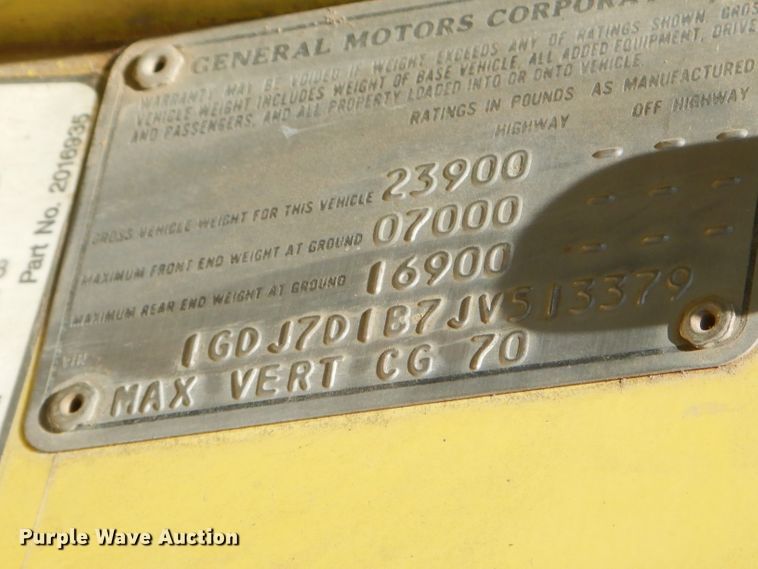 GENERAL MOTORS CORPORAT
WARRANTY MAY BE VOIDED IF WEIGHT EXCEEDS ANY OF RATINGS SHOWN. GROSS
VEHICLE WEIGHT INCLUDES WEIGHT OF BASE VEHICLE, ALL ADDED EQUIPMENT, DRIVE
AND PASSENGERS, AND ALL PROPERTY LOADED INTO OR ONTO VEHICLE.
RATINGS IN POUNDS AS MANUFACTURED
HIGHWAY OFF HIGHWAY
GROSS VEHICLE WEIGHT FOR THIS VEHICLE 23900 - - -
MAXIMUM FRONT END WEIGHT AT GROUND 07000 - - -
MAXIMUM REAR END WEIGHT AT GROUND 16900 - - -
VIN 1GDJ7D1B7JV513379
MAX VERT CG 70
Part No. 2016935
Purple Wave Auction